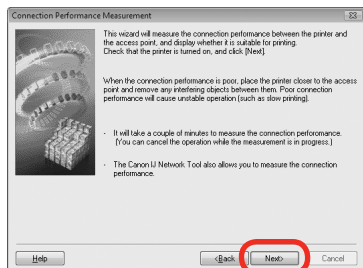 Connection Performance Measurement
This wizard will measure the connection performance between the printer and
the access point, and display whether it is suitable for printing.
Check that the printer is turned on, and click [Next].
When the connection performance is poor, place the printer closer to the access
point and remove any interfering objects between them. Poor connection
performance will cause unstable operation (such as slow printing).
- It will take a couple of minutes to measure the connection perforomance.
(You can cancel the operation while the measurement is in progress.)
- The Canon IJ Network Tool also allows you to measure the connection
performance.
Help <Back Next> Cancel